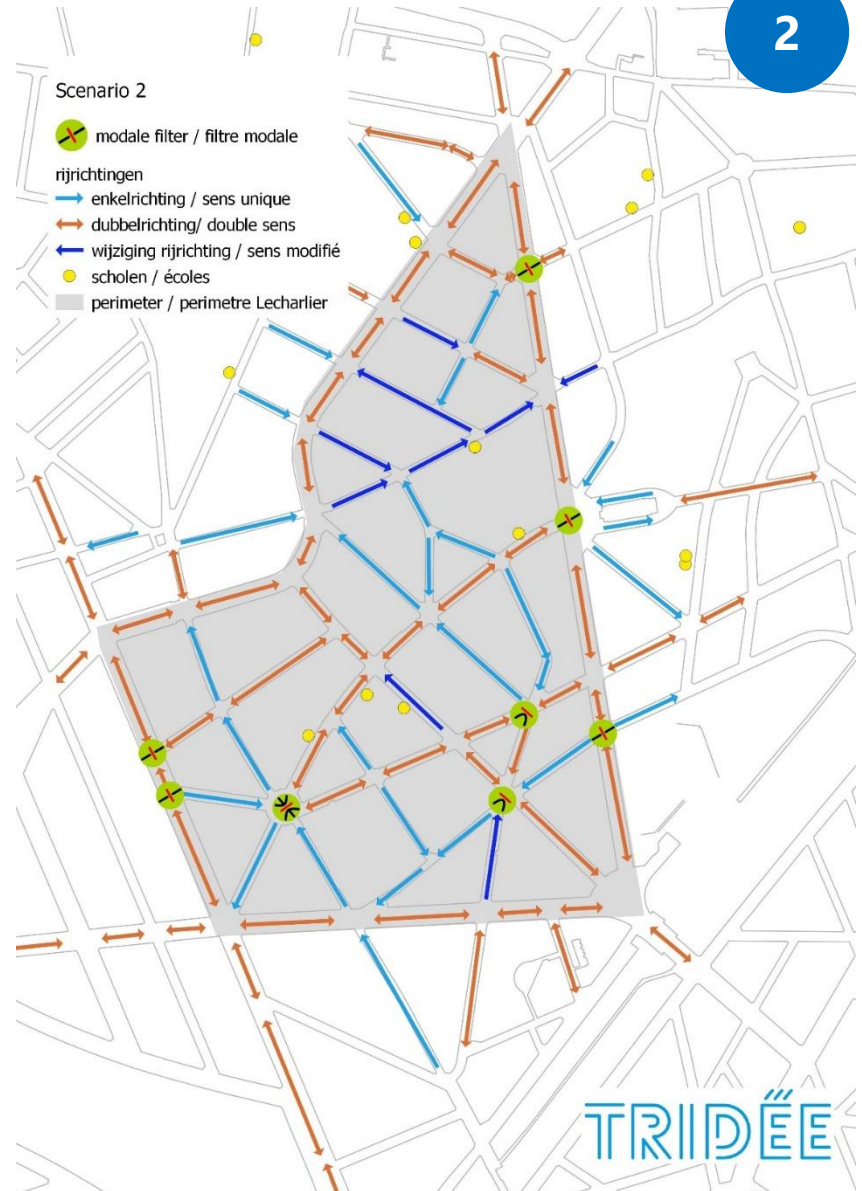 2
Scenario 2
modale filter / filtre modale
rijrichtingen
enkelrichting / sens unique
dubbelrichting/ double sens
wijziging rijrichting / sens modifié
scholen / écoles
perimeter / perimetre Lecharlier
TRIDËE